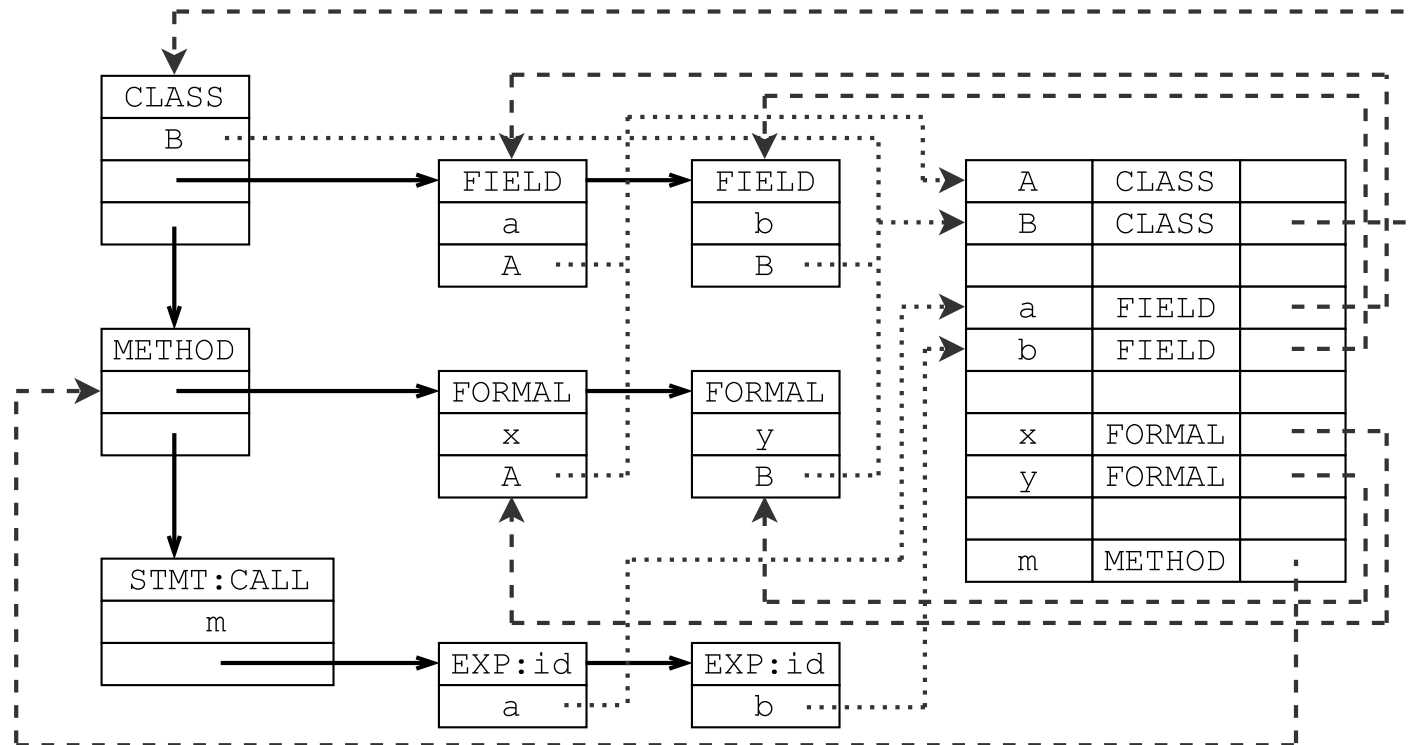 CLASS
B
FIELD
a
A
FIELD
b
B
METHOD
FORMAL
x
A
FORMAL
y
B
STMT:CALL
m
EXP:id
a
EXP:id
b
A CLASS
B CLASS
a FIELD
b FIELD
x FORMAL
y FORMAL
m METHOD